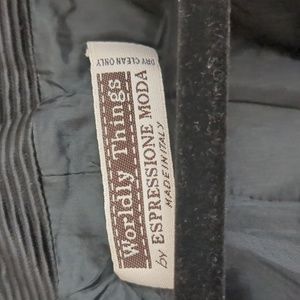 DRY CLEAN ONLY
Worldly Things
by ESPRESSIONE MODA
MADE IN ITALY